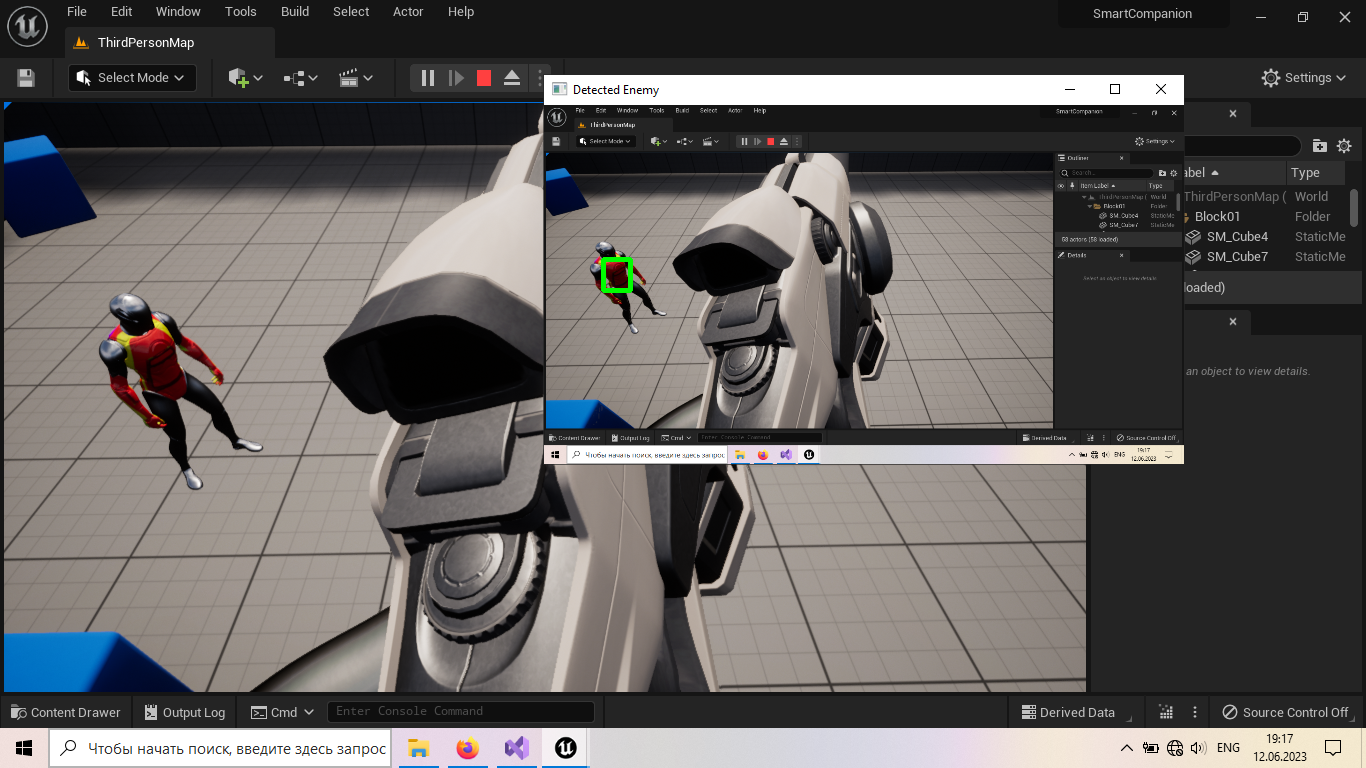 File Edit Window Tools Build Select Actor Help
SmartCompanion
ThirdPersonMap
Select Mode
Settings
Detected Enemy
File Edit Window Tools Build Select Actor Help
SmartCompanion
ThirdPersonMap
Select Mode
Settings
Outliner
Search...
Item Label Type
ThirdPersonMap ( World
Block01 Folder
SM_Cube4 StaticMe
SM_Cube7 StaticMe
58 actors (58 loaded)
Details
Select an object to view details
Content Drawer Output Log Cmd Enter Console Command Derived Data Source Control Off
Чтобы начать поиск, введите здесь запрос
ENG 19:17
12.06.2023
abel Type
ThirdPersonMap ( World
Block01 Folder
SM_Cube4 StaticMe
SM_Cube7 StaticMe
loaded)
an object to view details.
Content Drawer Output Log Cmd Enter Console Command Derived Data Source Control Off
Чтобы начать поиск, введите здесь запрос
ENG 19:17
12.06.2023